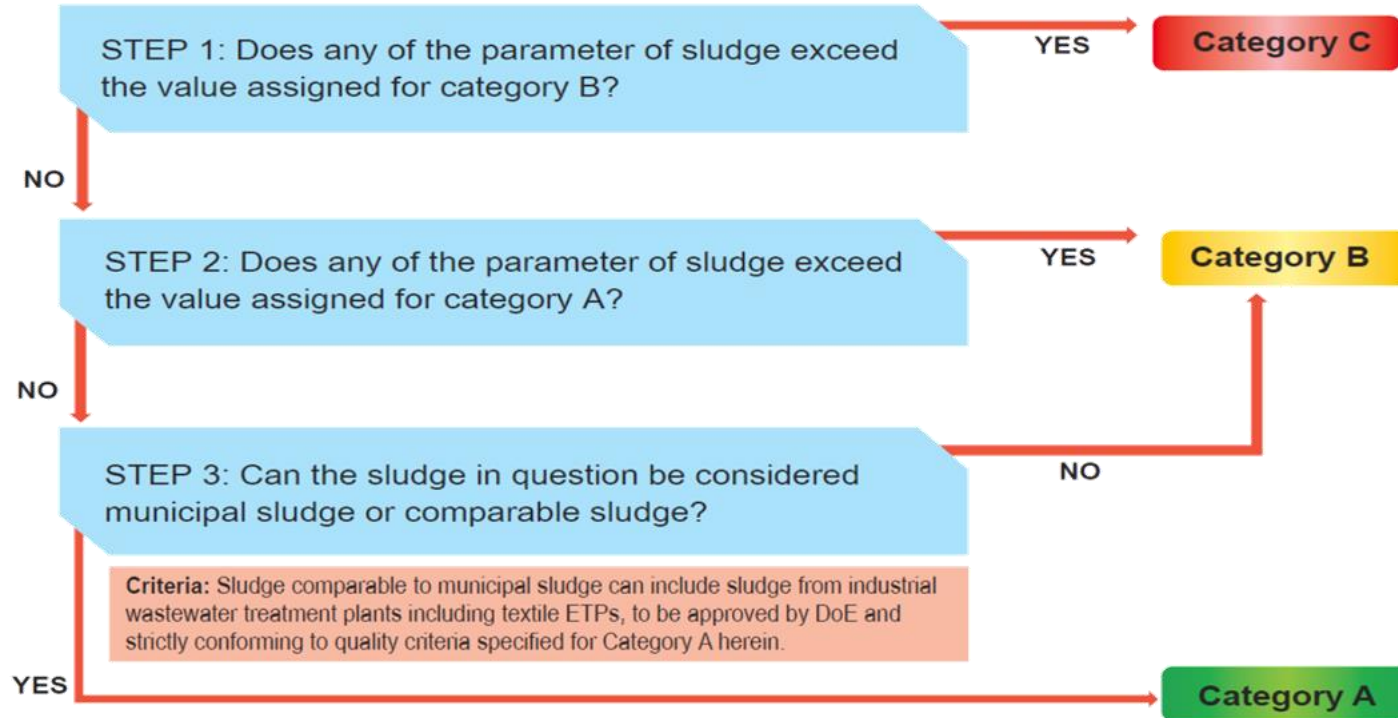 STEP 1: Does any of the parameter of sludge exceed
the value assigned for category B?
YES
Category C
NO
STEP 2: Does any of the parameter of sludge exceed
the value assigned for category A?
YES
Category B
NO
STEP 3: Can the sludge in question be considered
municipal sludge or comparable sludge?
NO
Criteria: Sludge comparable to municipal sludge can include sludge from industrial
wastewater treatment plants including textile ETPs, to be approved by DoE and
strictly conforming to quality criteria specified for Category A herein.
YES
Category A